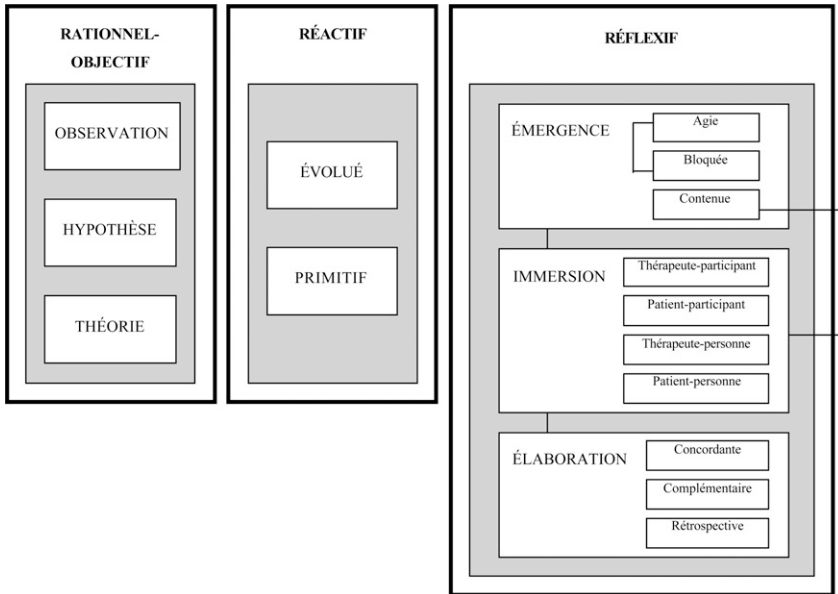 RATIONNEL-
OBJECTIF
OBSERVATION
HYPOTHÈSE
THÉORIE
RÉACTIF
ÉVOLUÉ
PRIMITIF
RÉFLEXIF
ÉMERGENCE
Agie
Bloquée
Contenue
IMMERSION
Thérapeute-participant
Patient-participant
Thérapeute-personne
Patient-personne
ÉLABORATION
Concordante
Complémentaire
Rétrospective